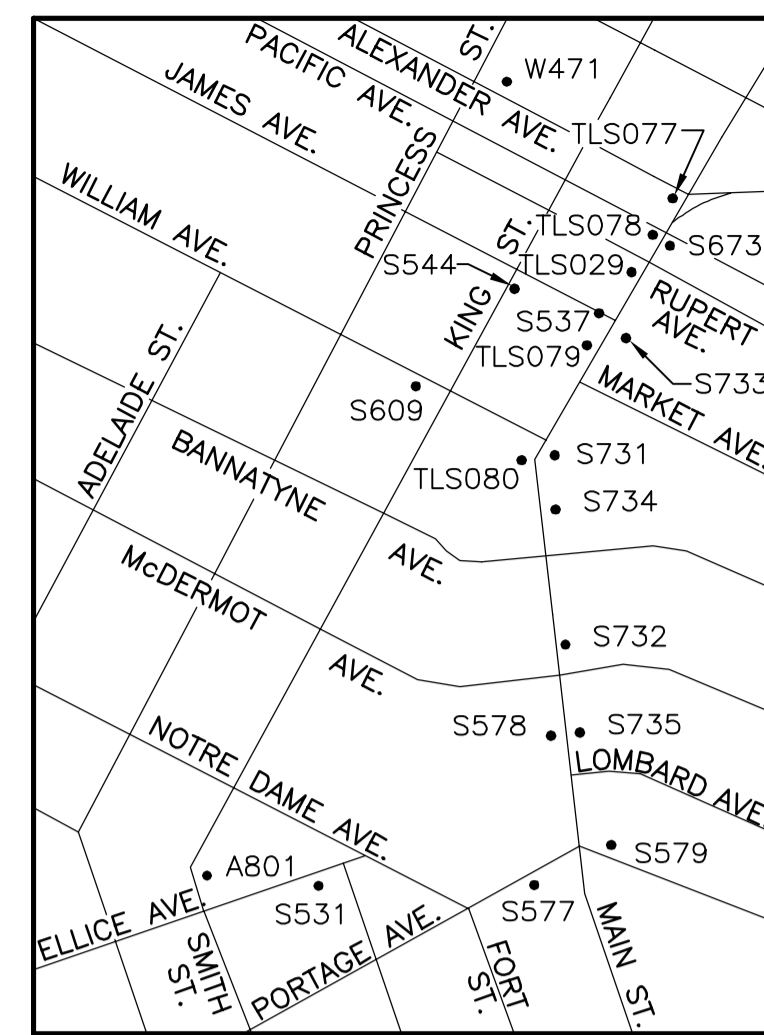 ST.
ALEXANDER AVE.
PACIFIC AVE.
W471
JAMES AVE.
TLS077
PRINCESS
WILLIAM AVE.
ST.
TLS078
S673
S544
TLS029
RUPERT
AVE.
KING
S537
TLS079
S733
ADELAIDE ST.
MARKET AVE.
S609
BANNATYNE
S731
TLS080
S734
AVE.
McDERMOT
S732
AVE.
S578
S735
NOTRE DAME AVE.
LOMBARD AVE.
S579
A801
S531
S577
ELLICE AVE.
SMITH
ST.
PORTAGE AVE.
FORT
ST.
MAIN ST.